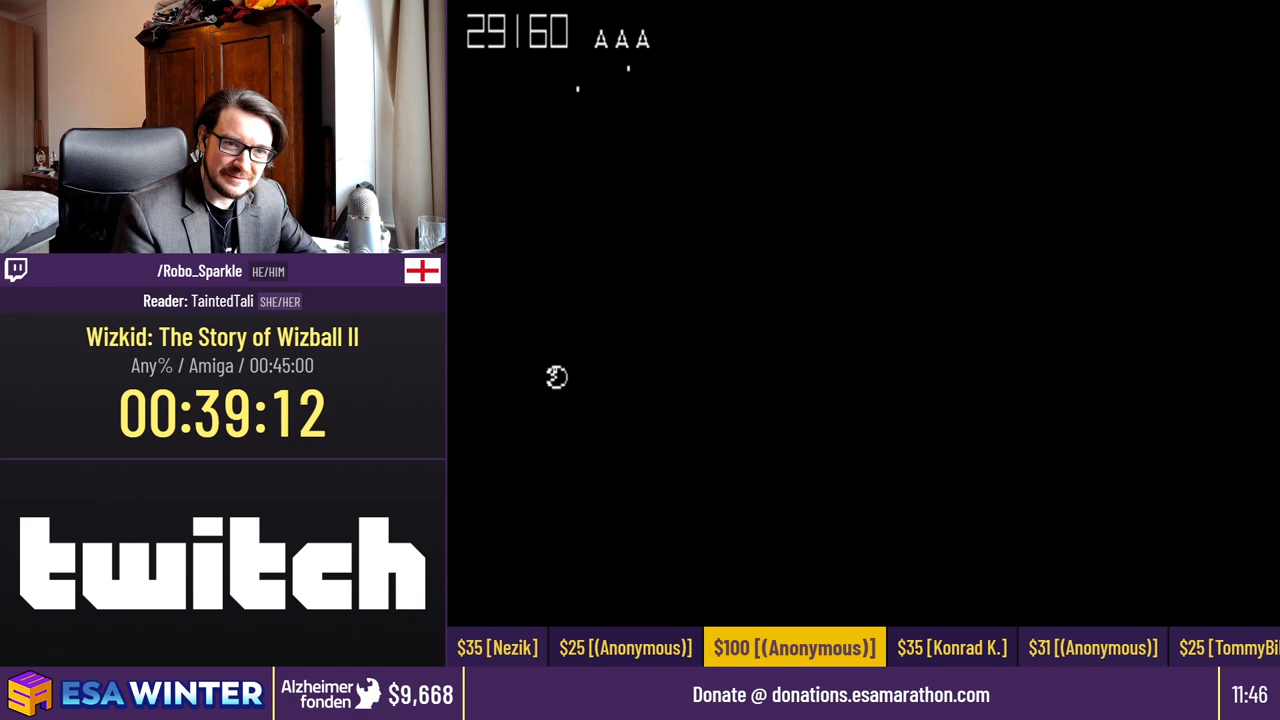 29160 AAA
/Robo_Sparkle HE/HIM
Reader: TaintedTali SHE/HER
Wizkid: The Story of Wizball II
Any% / Amiga / 00:45:00
00:39:12
twitch
$35 [Nezik] $25 [(Anonymous)] $100 [(Anonymous)] $35 [Konrad K.] $31 [(Anonymous)] $25 [TommyBi
ESA WINTER Alzheimer fonden $9,668 Donate @ donations.esamarathon.com 11:46